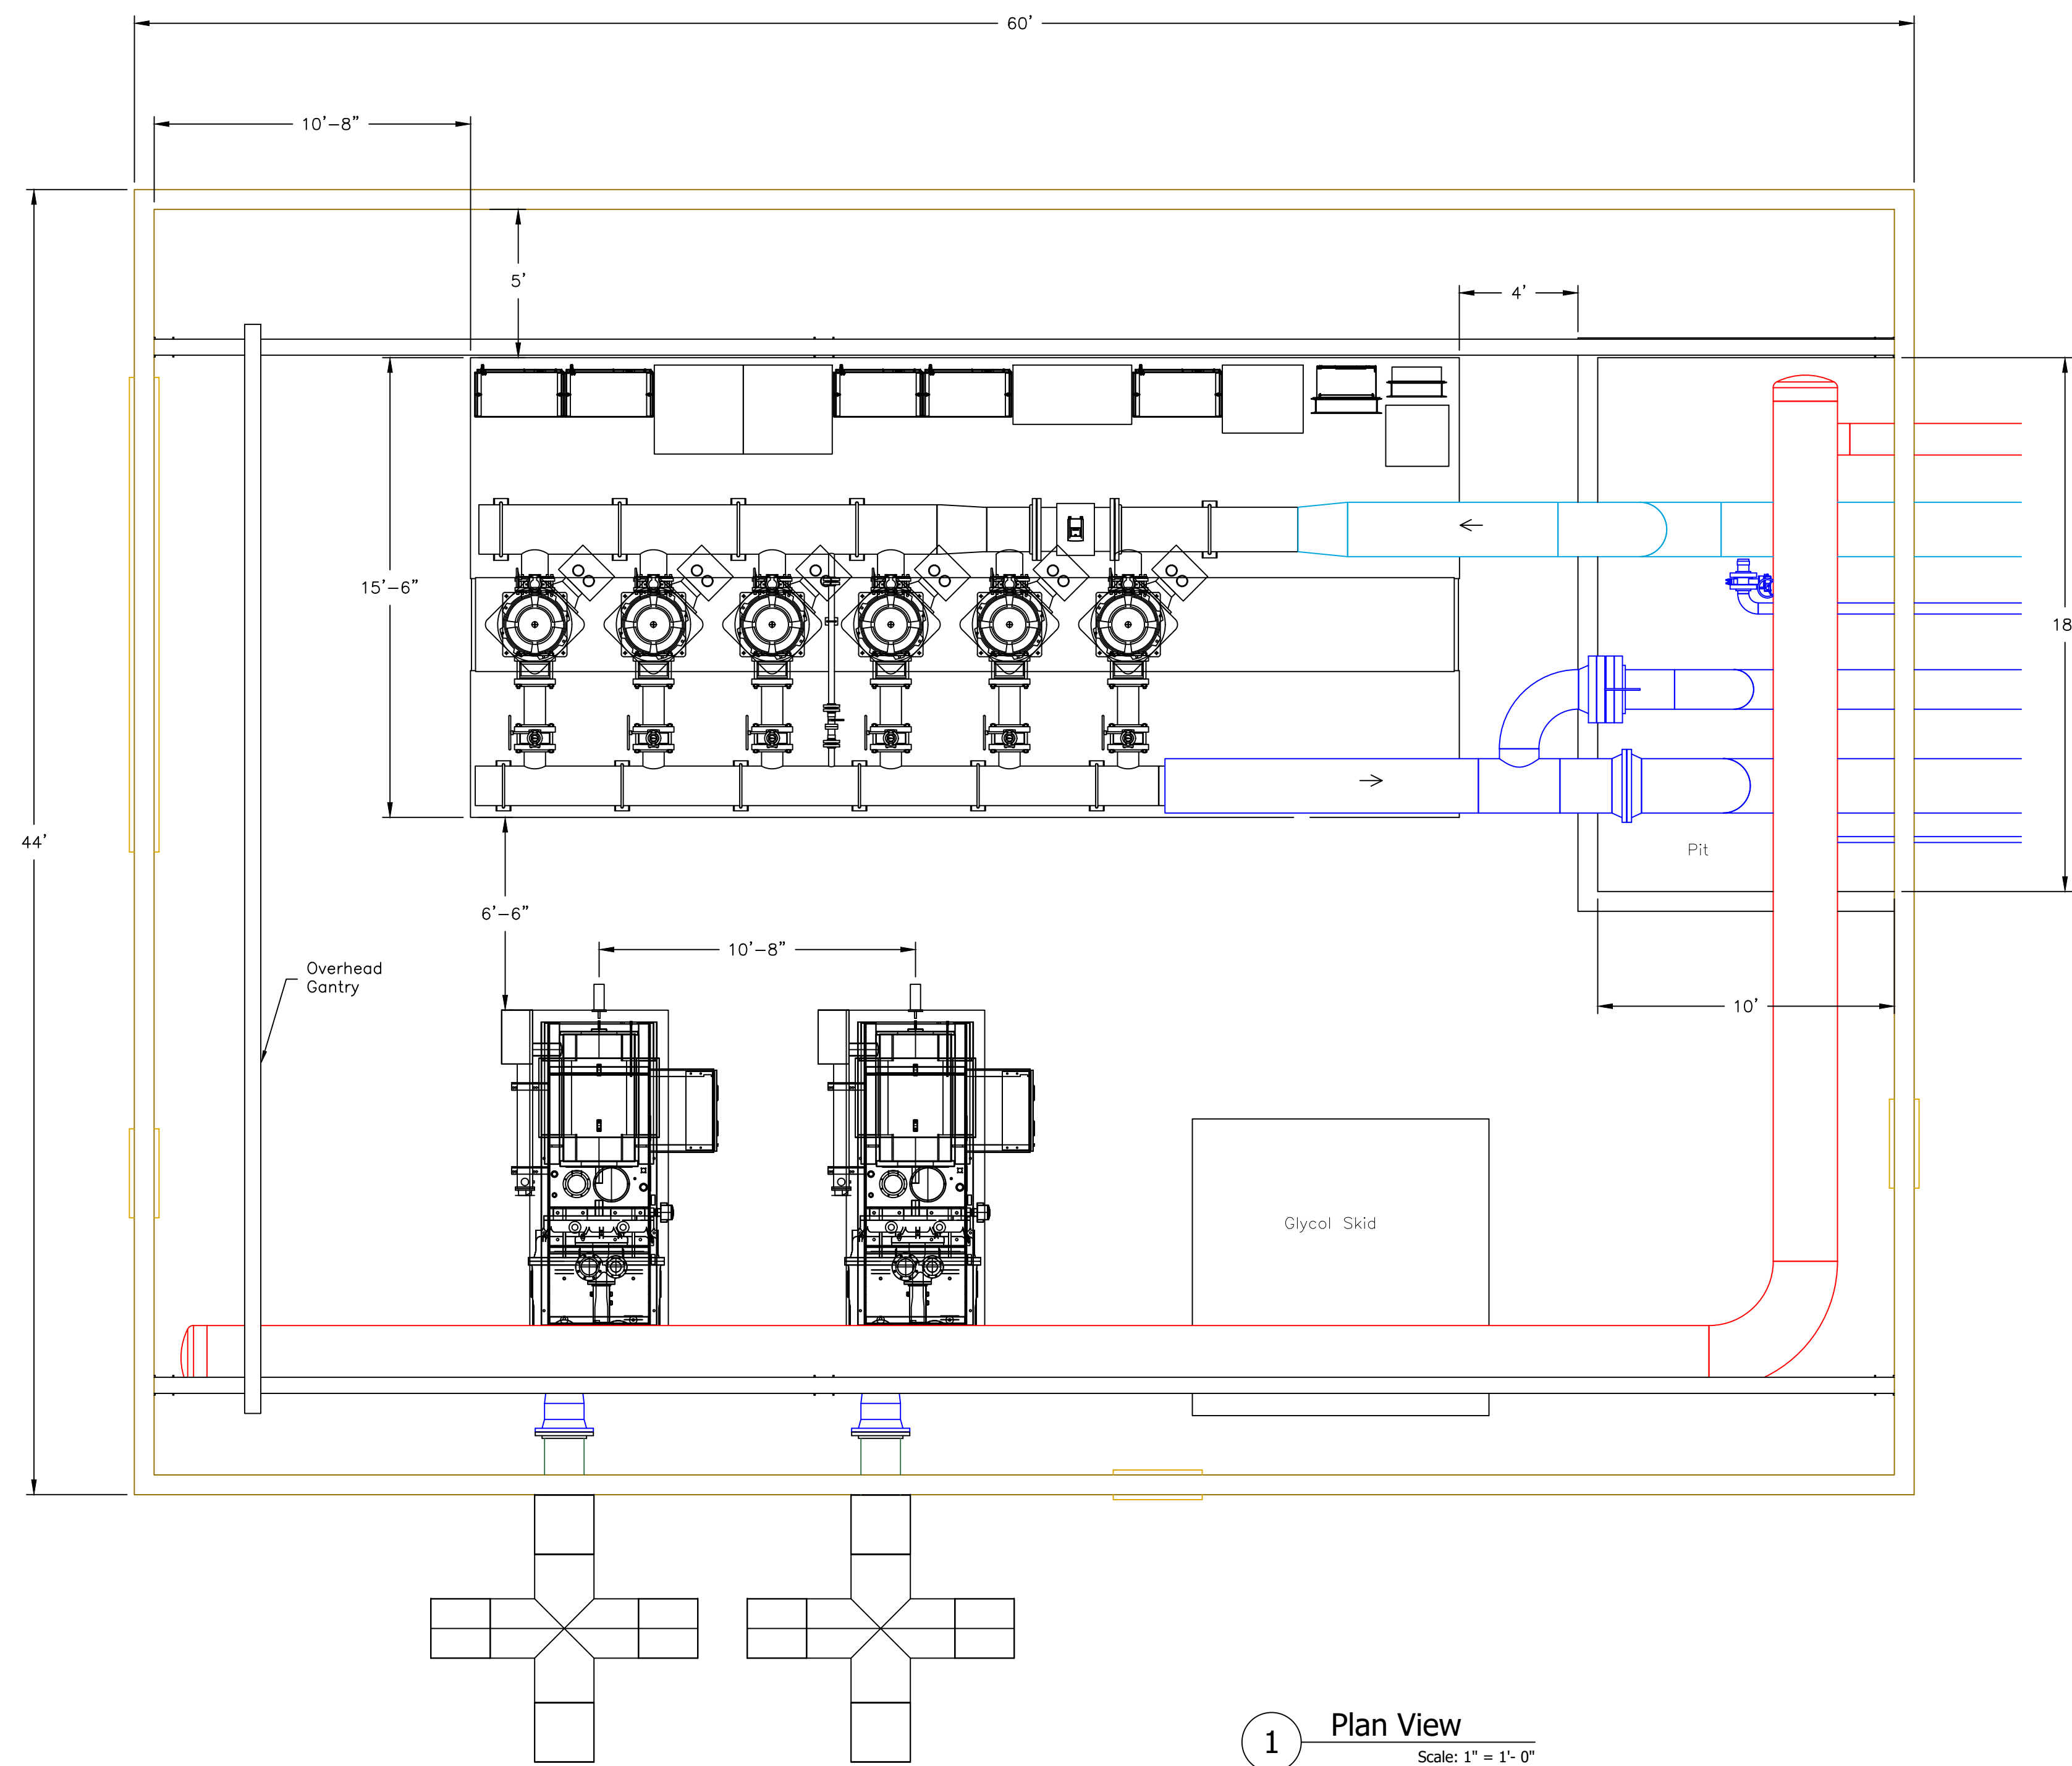 60’
10’–8”
5’
4’
15’–6”
18
44’
Pit
6’–6”
10’–8”
Overhead
Gantry
10’
Glycol Skid
1
Plan View
Scale: 1" = 1'- 0"